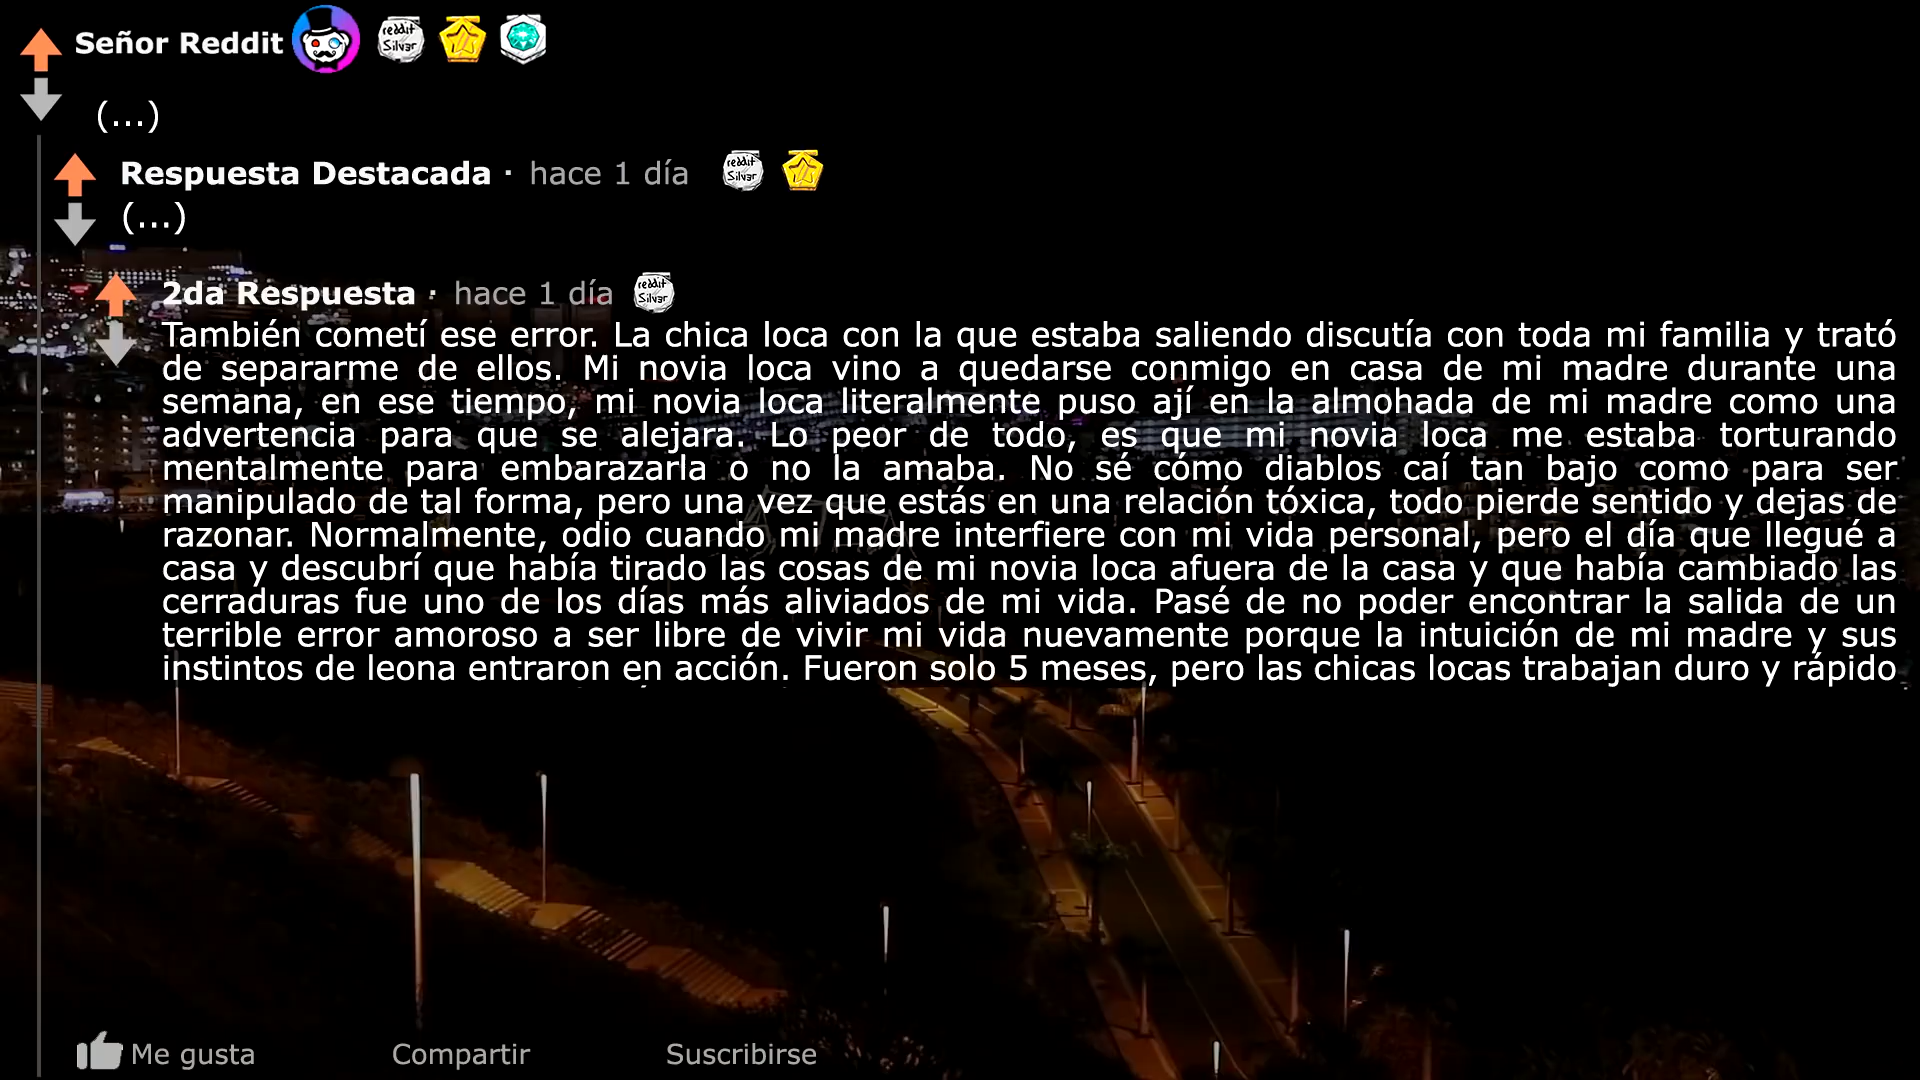 Señor Reddit
reddit
Silvar
(...)
Respuesta Destacada · hace 1 día
reddit
Silvar
(...)
2da Respuesta · hace 1 día
reddit
Silvar
También cometí ese error. La chica loca con la que estaba saliendo discutía con toda mi familia y trató
de separarme de ellos. Mi novia loca vino a quedarse conmigo en casa de mi madre durante una
semana, en ese tiempo, mi novia loca literalmente puso ají en la almohada de mi madre como una
advertencia para que se alejara. Lo peor de todo, es que mi novia loca me estaba torturando
mentalmente para embarazarla o no la amaba. No sé cómo diablos caí tan bajo como para ser
manipulado de tal forma, pero una vez que estás en una relación tóxica, todo pierde sentido y dejas de
razonar. Normalmente, odio cuando mi madre interfiere con mi vida personal, pero el día que llegué a
casa y descubrí que había tirado las cosas de mi novia loca afuera de la casa y que había cambiado las
cerraduras fue uno de los días más aliviados de mi vida. Pasé de no poder encontrar la salida de un
terrible error amoroso a ser libre de vivir mi vida nuevamente porque la intuición de mi madre y sus
instintos de leona entraron en acción. Fueron solo 5 meses, pero las chicas locas trabajan duro y rápido
Me gusta
Compartir
Suscribirse